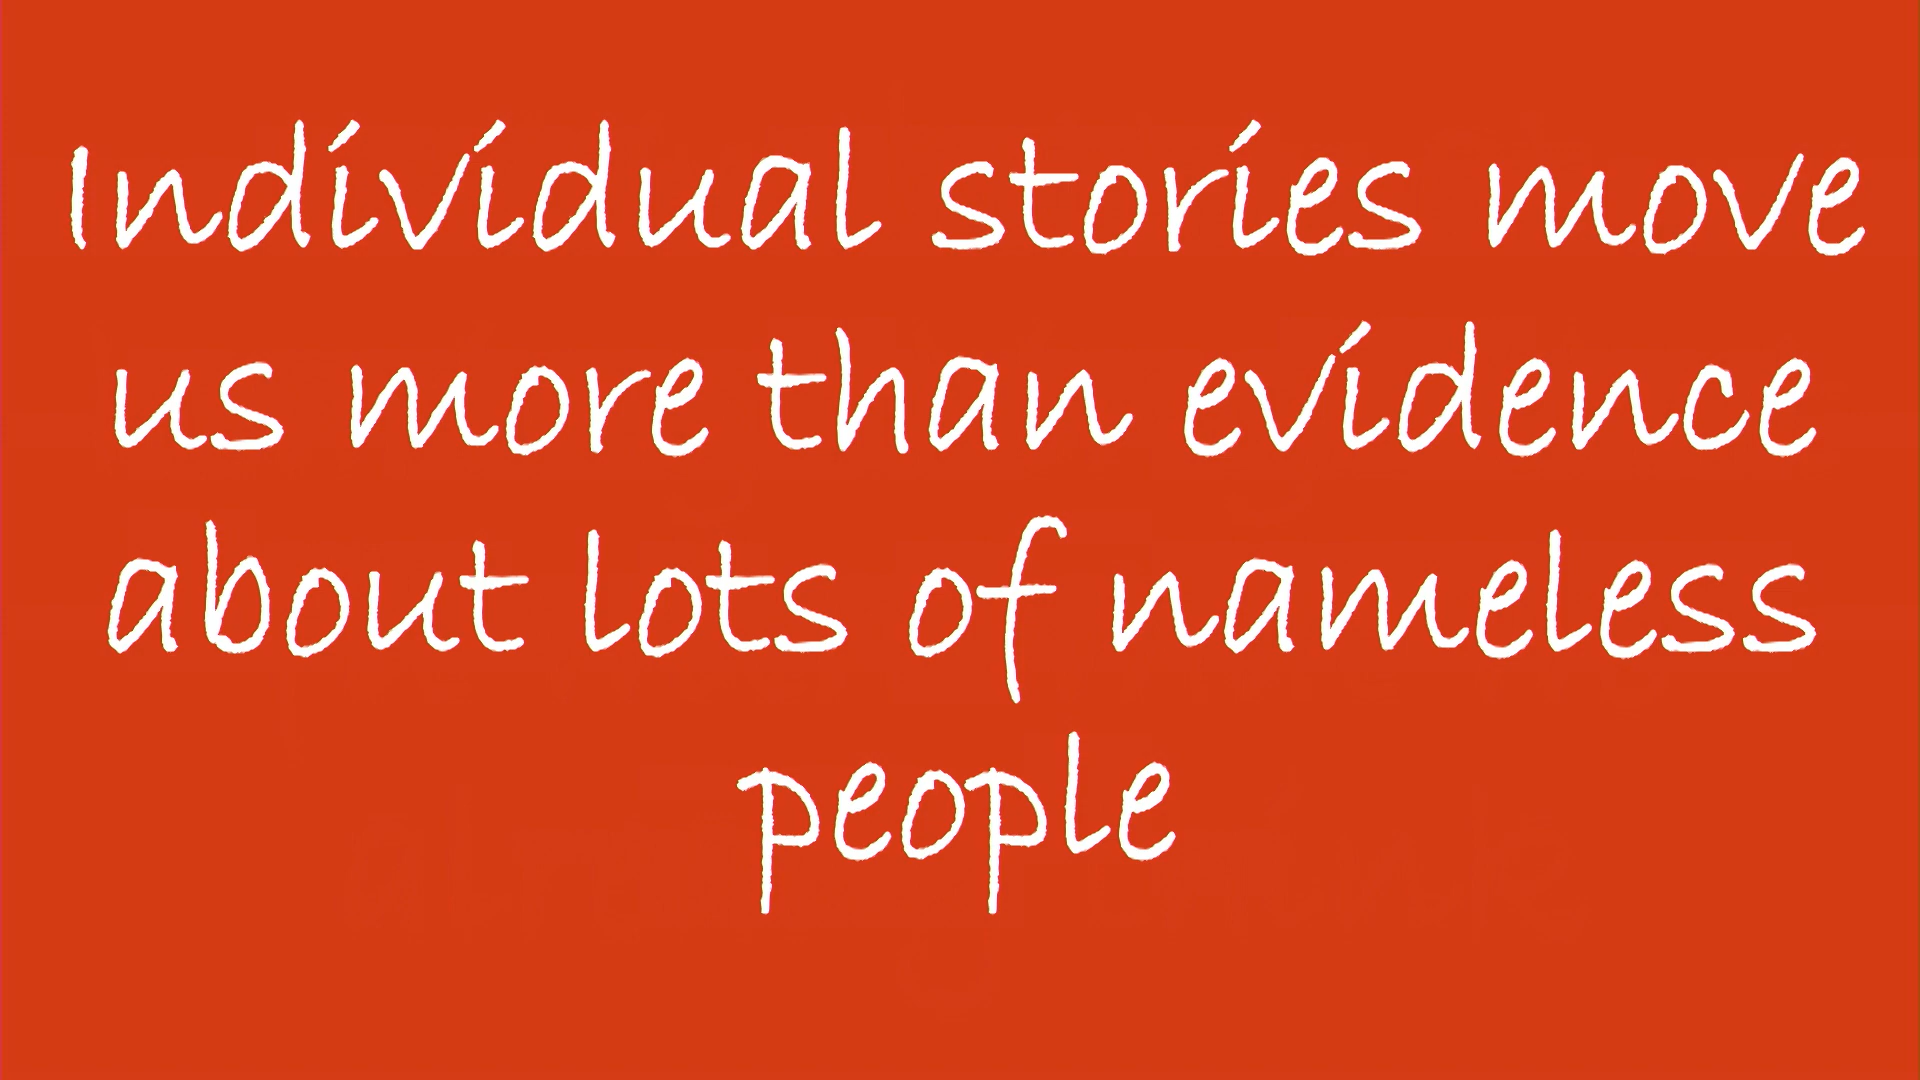 Individual stories move
us more than evidence
about lots of nameless
people